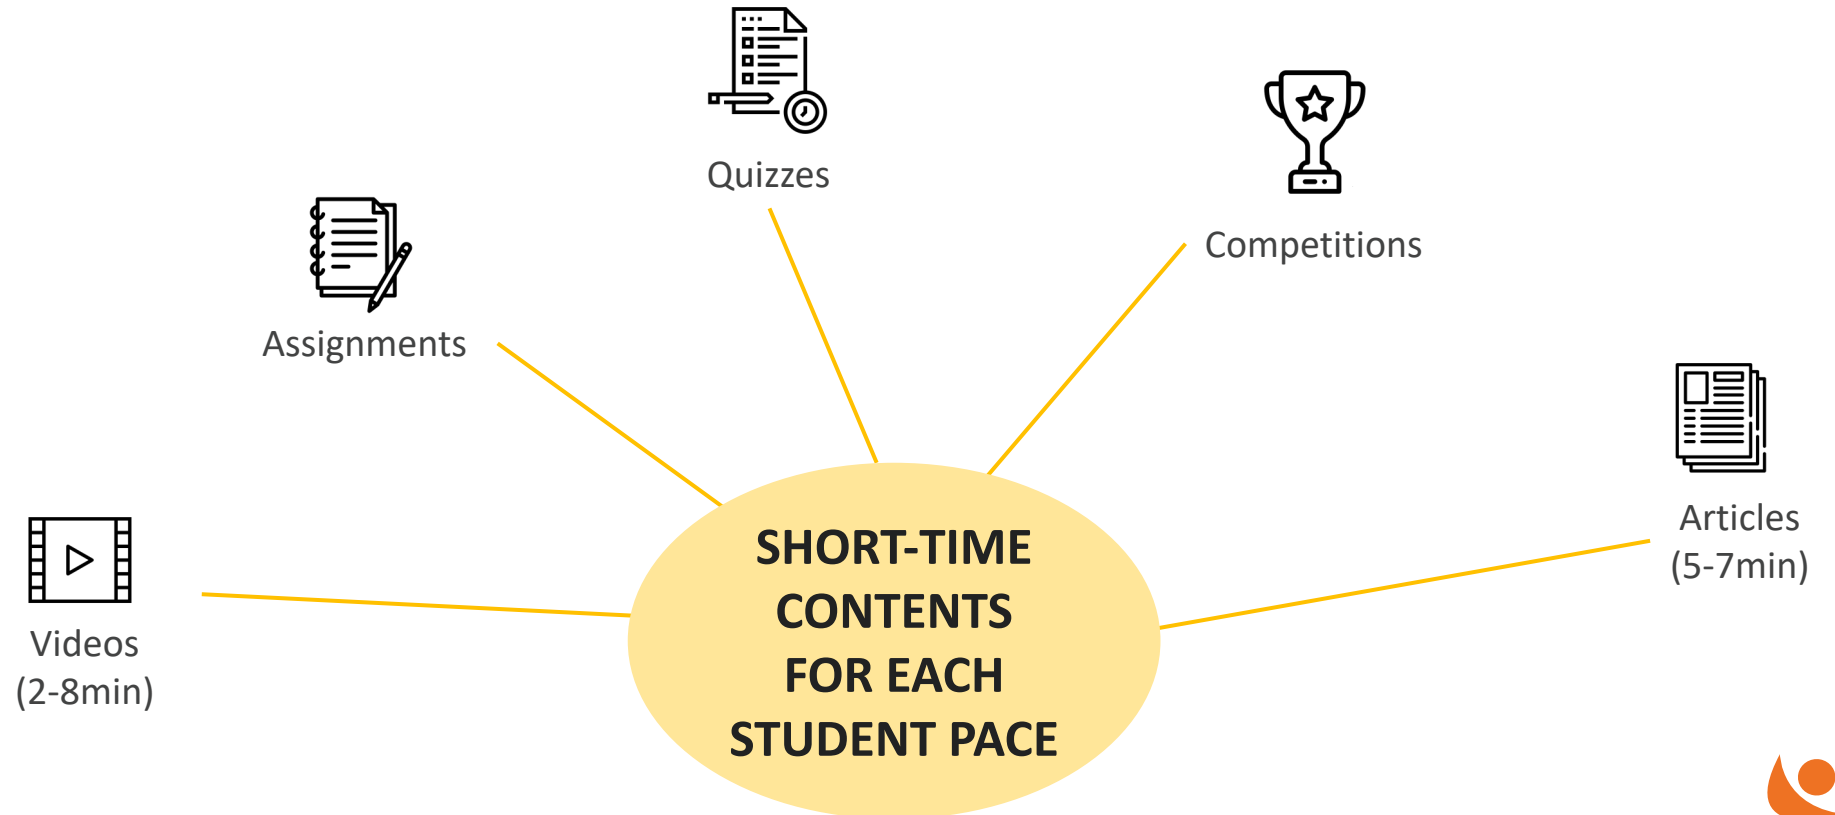 Quizzes
Competitions
Assignments
Articles
(5-7min)
Videos
(2-8min)
SHORT-TIME
CONTENTS
FOR EACH
STUDENT PACE